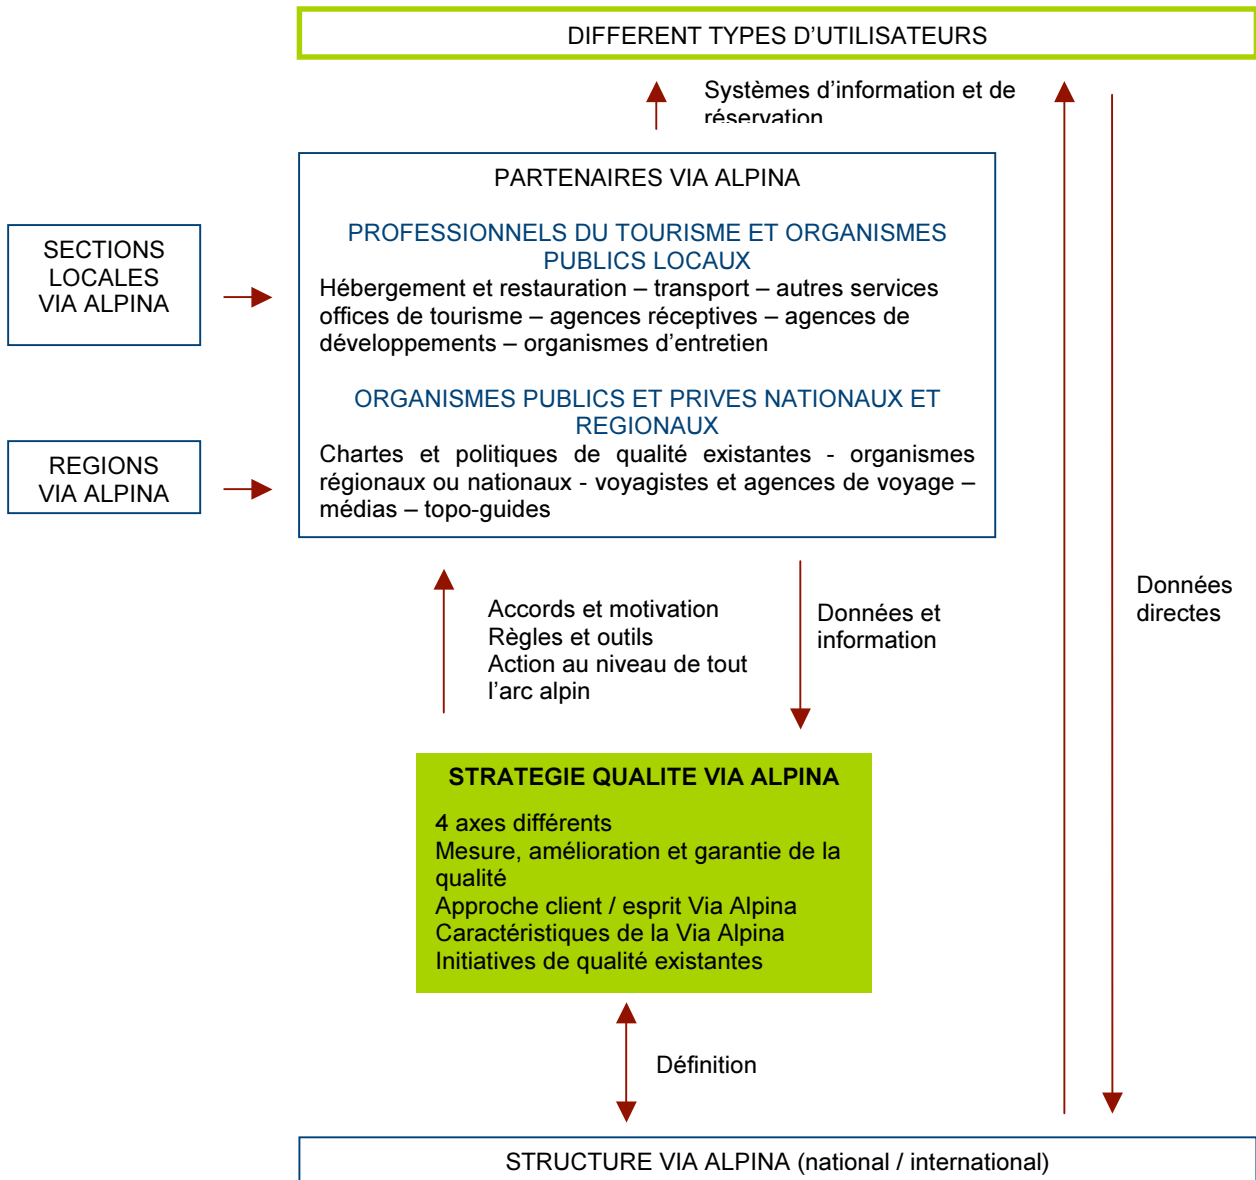 DIFFERENT TYPES D’UTILISATEURS
Systèmes d’information et de
réservation
PARTENAIRES VIA ALPINA
PROFESSIONNELS DU TOURISME ET ORGANISMES
PUBLICS LOCAUX
Hébergement et restauration – transport – autres services
offices de tourisme – agences réceptives – agences de
développements – organismes d’entretien
ORGANISMES PUBLICS ET PRIVES NATIONAUX ET
REGIONAUX
Chartes et politiques de qualité existantes - organismes
régionaux ou nationaux - voyagistes et agences de voyage –
médias – topo-guides
SECTIONS
LOCALES
VIA ALPINA
REGIONS
VIA ALPINA
Accords et motivation
Règles et outils
Action au niveau de tout
l’arc alpin
Données et
information
Données
directes
STRATEGIE QUALITE VIA ALPINA
4 axes différents
Mesure, amélioration et garantie de la
qualité
Approche client / esprit Via Alpina
Caractéristiques de la Via Alpina
Initiatives de qualité existantes
Définition
STRUCTURE VIA ALPINA (national / international)